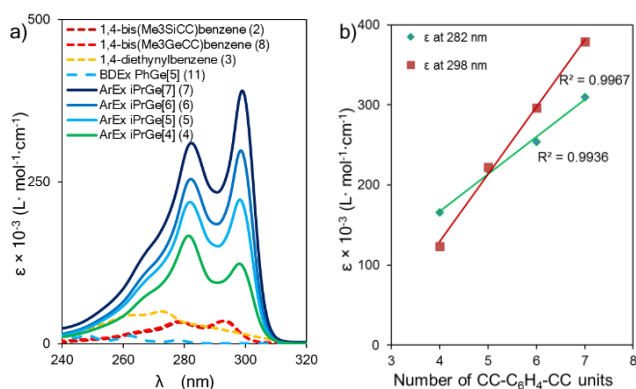 a)
500
250
0
ε × 10⁻³ (L· mol⁻¹·cm⁻¹)
1,4-bis(Me3SiCC)benzene (2)
1,4-bis(Me3GeCC)benzene (8)
1,4-diethynylbenzene (3)
BDEx PhGe[5] (11)
ArEx iPrGe[7] (7)
ArEx iPrGe[6] (6)
ArEx iPrGe[5] (5)
ArEx iPrGe[4] (4)
240 260 280 300 320
λ (nm)
b)
400
300
200
100
0
ε × 10⁻³ (L· mol⁻¹·cm⁻¹)
ε at 282 nm
ε at 298 nm
R² = 0.9967
R² = 0.9936
3 4 5 6 7 8
Number of CC-C₆H₄-CC units